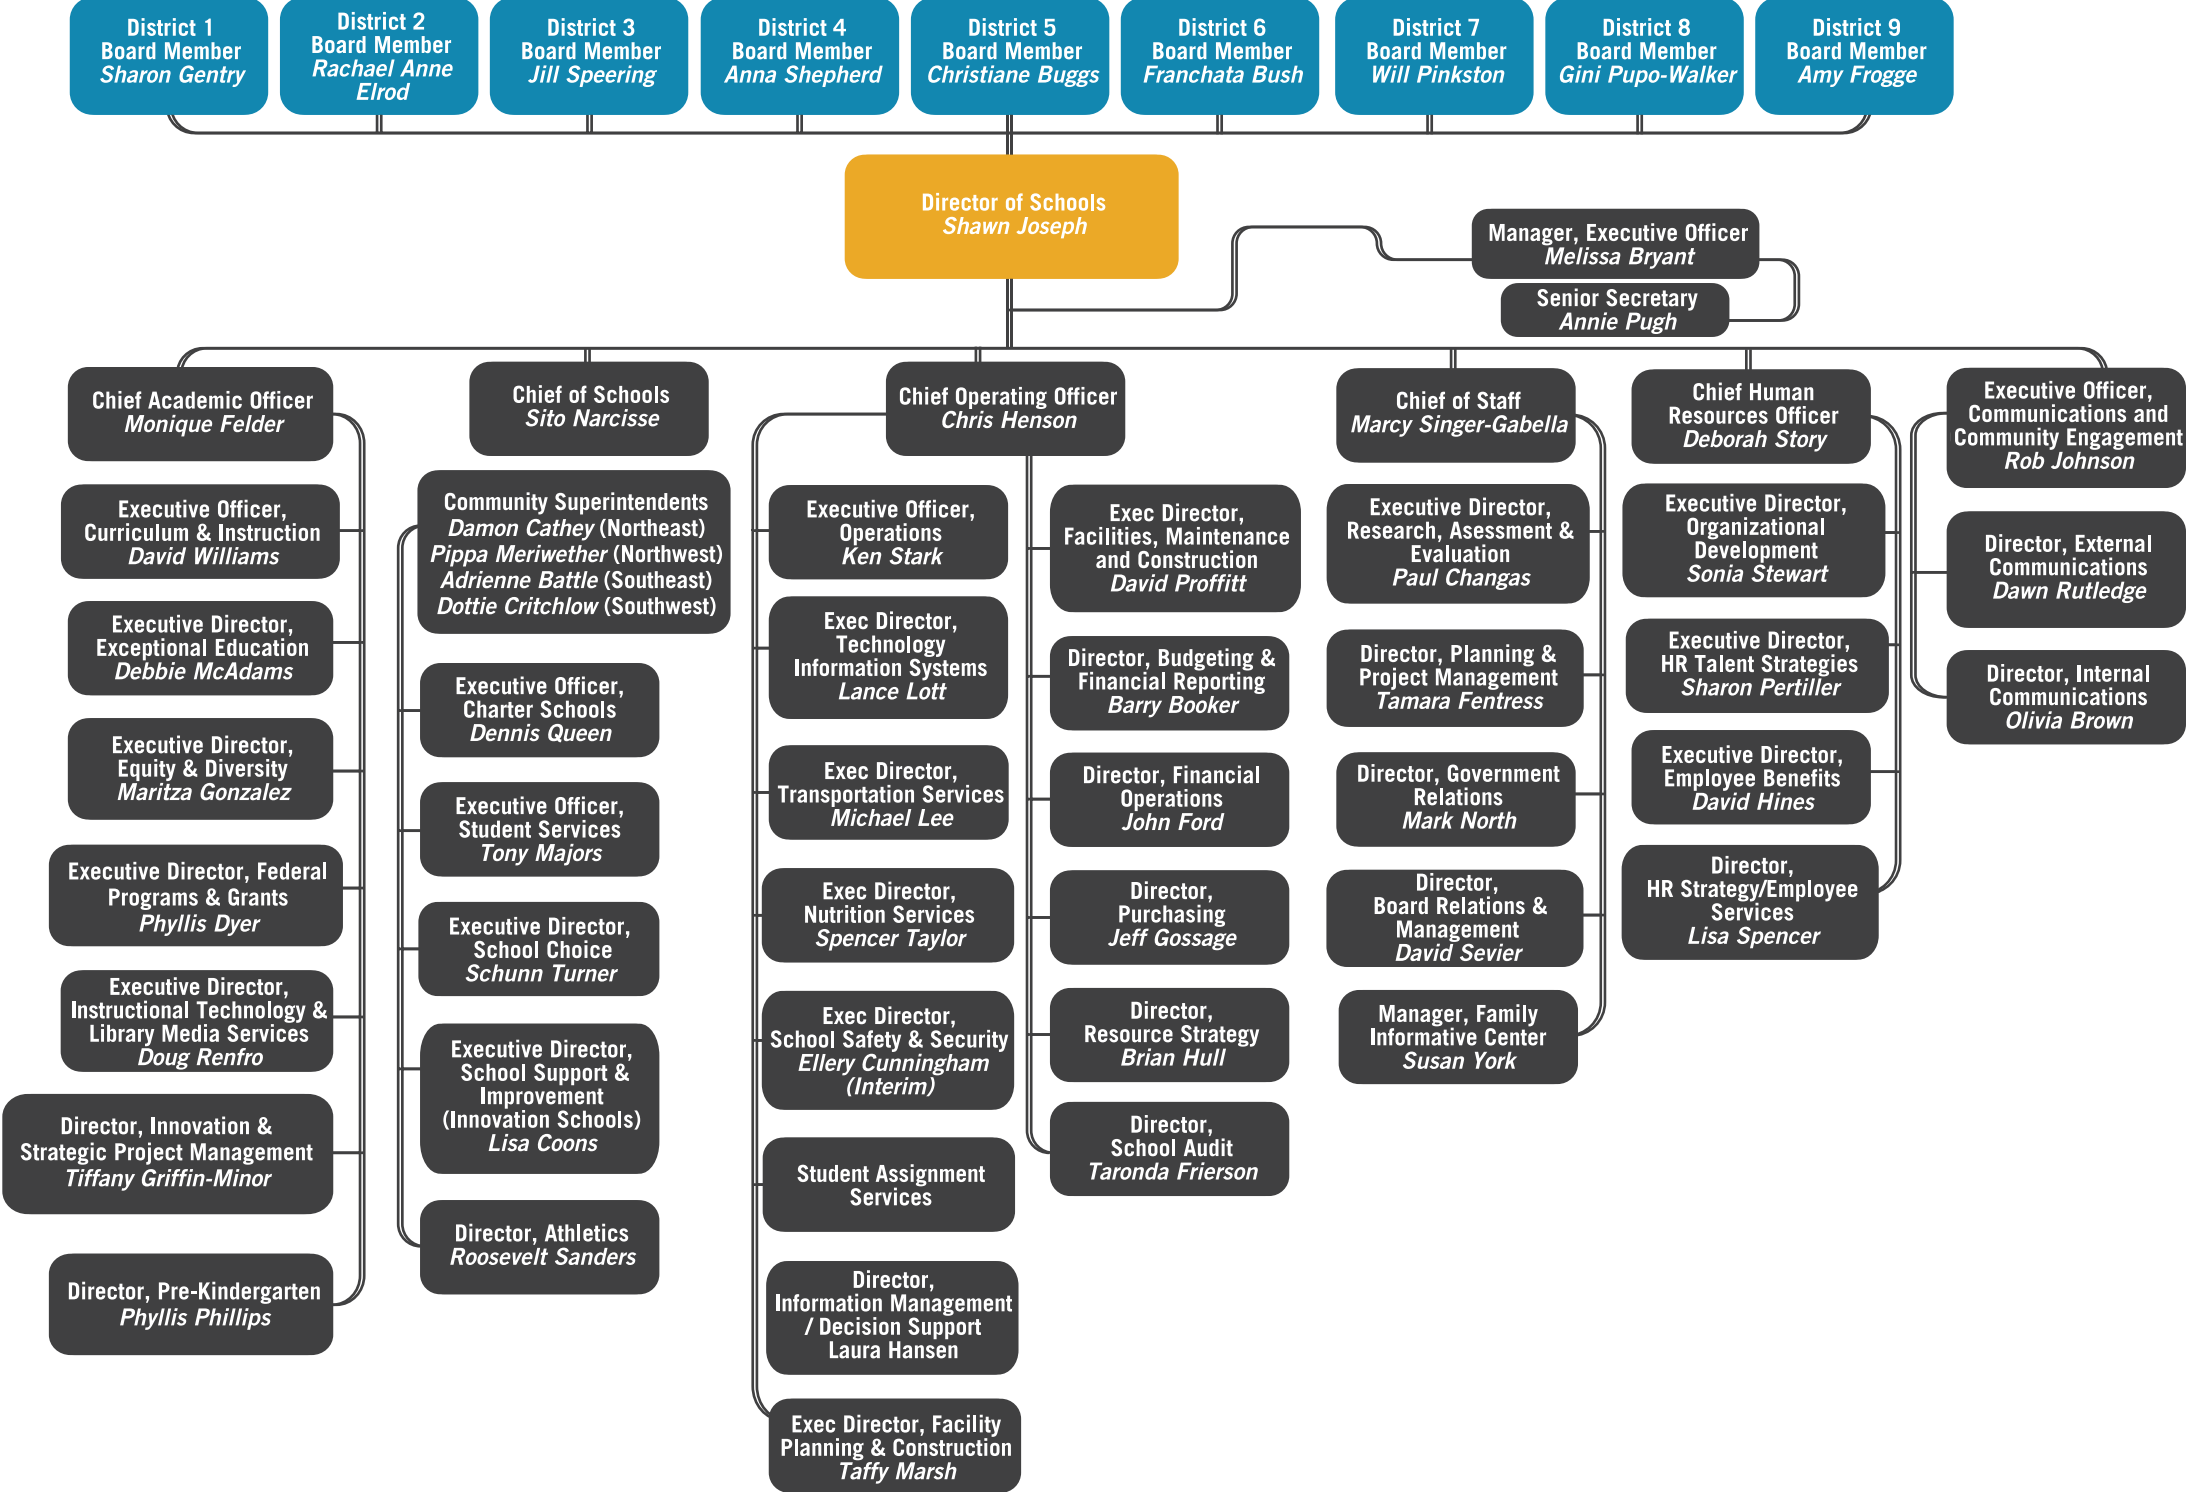 District 1
Board Member
Sharon Gentry
District 2
Board Member
Rachael Anne
Elrod
District 3
Board Member
Jill Speering
District 4
Board Member
Anna Shepherd
District 5
Board Member
Christiane Buggs
District 6
Board Member
Franchata Bush
District 7
Board Member
Will Pinkston
District 8
Board Member
Gini Pupo-Walker
District 9
Board Member
Amy Frogge
Director of Schools
Shawn Joseph
Manager, Executive Officer
Melissa Bryant
Senior Secretary
Annie Pugh
Chief Academic Officer
Monique Felder
Executive Officer,
Curriculum & Instruction
David Williams
Executive Director,
Exceptional Education
Debbie McAdams
Executive Director,
Equity & Diversity
Maritza Gonzalez
Executive Director, Federal
Programs & Grants
Phyllis Dyer
Executive Director,
Instructional Technology &
Library Media Services
Doug Renfro
Director, Innovation &
Strategic Project Management
Tiffany Griffin-Minor
Director, Pre-Kindergarten
Phyllis Phillips
Chief of Schools
Sito Narcisse
Community Superintendents
Damon Cathey (Northeast)
Pippa Meriwether (Northwest)
Adrienne Battle (Southeast)
Dottie Critchlow (Southwest)
Executive Officer,
Charter Schools
Dennis Queen
Executive Officer,
Student Services
Tony Majors
Executive Director,
School Choice
Schunn Turner
Executive Director,
School Support &
Improvement
(Innovation Schools)
Lisa Coons
Director, Athletics
Roosevelt Sanders
Chief Operating Officer
Chris Henson
Executive Officer,
Operations
Ken Stark
Exec Director,
Technology
Information Systems
Lance Lott
Exec Director,
Transportation Services
Michael Lee
Exec Director,
Nutrition Services
Spencer Taylor
Exec Director,
School Safety & Security
Ellery Cunningham
(Interim)
Student Assignment
Services
Director,
Information Management
/ Decision Support
Laura Hansen
Exec Director, Facility
Planning & Construction
Taffy Marsh
Exec Director,
Facilities, Maintenance
and Construction
David Proffitt
Director, Budgeting &
Financial Reporting
Barry Booker
Director, Financial
Operations
John Ford
Director,
Purchasing
Jeff Gossage
Director,
Resource Strategy
Brian Hull
Director,
School Audit
Taronda Frierson
Chief of Staff
Marcy Singer-Gabella
Executive Director,
Research, Asessment &
Evaluation
Paul Changas
Director, Planning &
Project Management
Tamara Fentress
Director, Government
Relations
Mark North
Director,
Board Relations &
Management
David Sevier
Manager, Family
Informative Center
Susan York
Chief Human
Resources Officer
Deborah Story
Executive Director,
Organizational
Development
Sonia Stewart
Executive Director,
HR Talent Strategies
Sharon Pertiller
Executive Director,
Employee Benefits
David Hines
Director,
HR Strategy/Employee
Services
Lisa Spencer
Executive Officer,
Communications and
Community Engagement
Rob Johnson
Director, External
Communications
Dawn Rutledge
Director, Internal
Communications
Olivia Brown